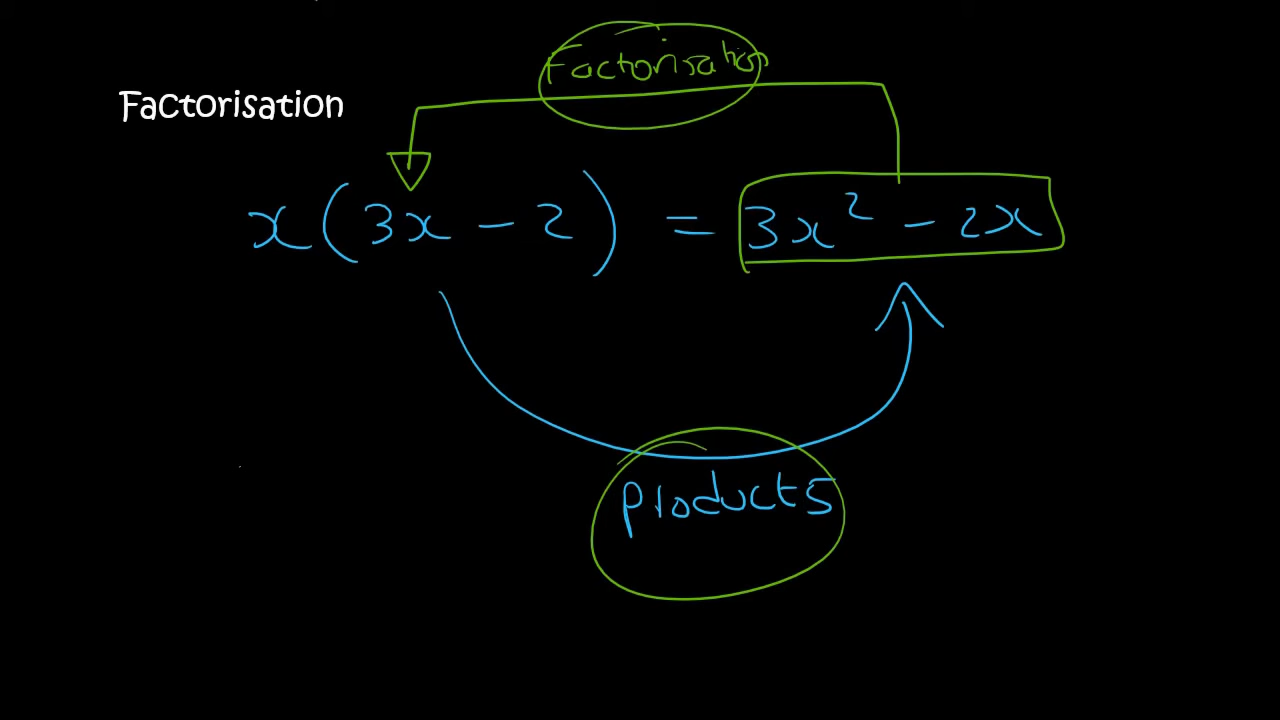 Factorisation
Factorisation
x(3x - 2) = 3x² - 2x
products